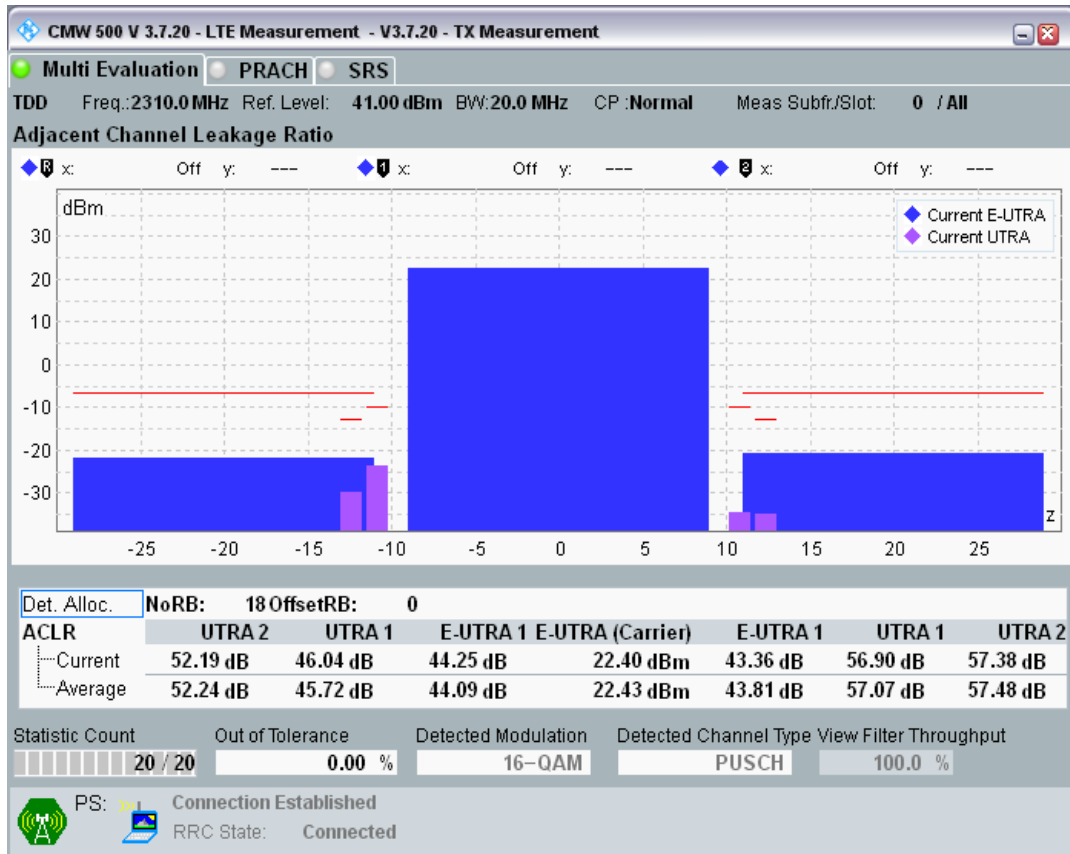 CMW 500 V 3.7.20 - LTE Measurement - V3.7.20 - TX Measurement
Multi Evaluation PRACH SRS
TDD Freq.:2310.0 MHz Ref. Level: 41.00 dBm BW:20.0 MHz CP :Normal Meas Subfr./Slot: 0 / All
Adjacent Channel Leakage Ratio
R x: Off y: --- 1 x: Off y: --- 2 x: Off y: ---
dBm
Current E-UTRA
Current UTRA
30
20
10
0
-10
-20
-30
z
-25 -20 -15 -10 -5 0 5 10 15 20 25
Det. Alloc. NoRB: 18 OffsetRB: 0
ACLR UTRA 2 UTRA 1 E-UTRA 1 E-UTRA (Carrier) E-UTRA 1 UTRA 1 UTRA 2
Current 52.19 dB 46.04 dB 44.25 dB 22.40 dBm 43.36 dB 56.90 dB 57.38 dB
Average 52.24 dB 45.72 dB 44.09 dB 22.43 dBm 43.81 dB 57.07 dB 57.48 dB
Statistic Count Out of Tolerance Detected Modulation Detected Channel Type View Filter Throughput
20 / 20 0.00 % 16-QAM PUSCH 100.0 %
PS: Connection Established
RRC State: Connected